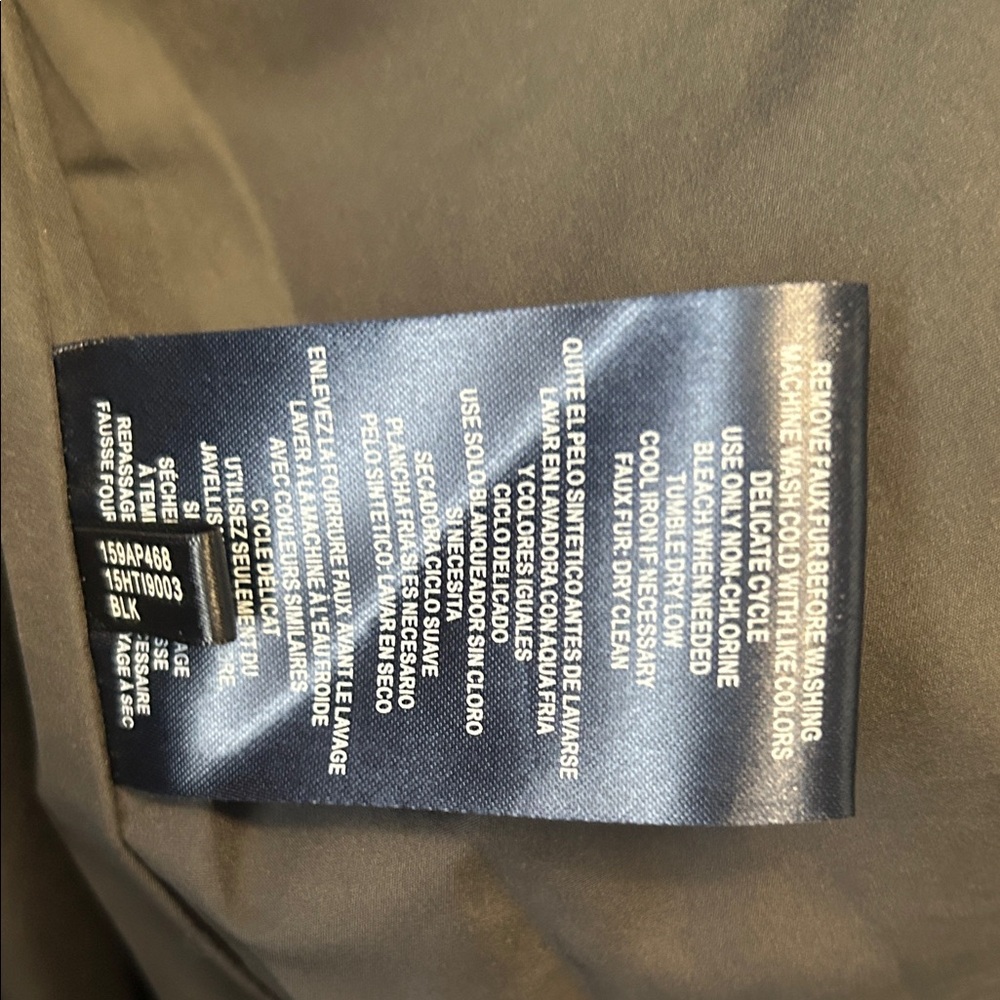 REMOVE FAUX FUR BEFORE WASHING
MACHINE WASH COLD WITH LIKE COLORS
DELICATE CYCLE
USE ONLY NON-CHLORINE
BLEACH WHEN NEEDED
TUMBLE DRY LOW
COOL IRON IF NECESSARY
FAUX FUR: DRY CLEAN
QUITE EL PELO SINTETICO ANTES DE LAVARSE
LAVAR EN LAVADORA CON AQUA FRIA
Y COLORES IGUALES
CICLO DELICADO
USE SOLO BLANQUEADOR SIN CLORO
SI NECESITA
SECADORA CICLO SUAVE
PLANCHA FRIA SI ES NECESARIO
PELO SINTETICO: LAVAR EN SECO
ENLEVEZ LA FOURRURE FAUX AVANT LE LAVAGE
LAVER À LA MACHINE À L'EAU FROIDE
AVEC COULEURS SIMILAIRES
CYCLE DELICAT
UTILISEZ SEULEMENT DU
REPASSAGE
FAUSSE
À SEC
159AP468
15HTI9003
BLK